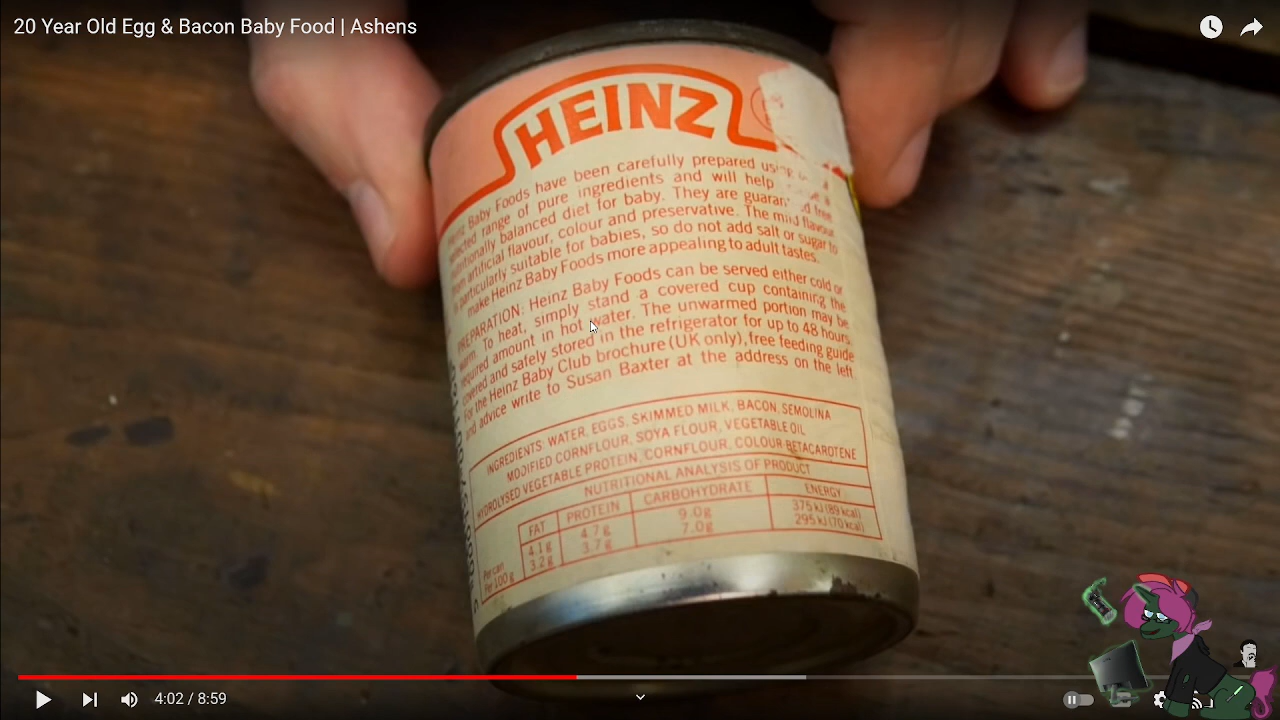 20 Year Old Egg & Bacon Baby Food | Ashens
HEINZ
Heinz Baby Foods have been carefully prepared using
selected range of pure ingredients and will help
nutritionally balanced diet for baby. They are guaranteed free
from artificial flavour, colour and preservative. The mild flavour
is particularly suitable for babies, so do not add salt or sugar to
make Heinz Baby Foods more appealing to adult tastes.
PREPARATION: Heinz Baby Foods can be served either cold or
warm. To heat, simply stand a covered cup containing the
required amount in hot water. The unwarmed portion may be
covered and safely stored in the refrigerator for up to 48 hours.
For the Heinz Baby Club brochure (UK only), free feeding guide
and advice write to Susan Baxter at the address on the left.
INGREDIENTS: WATER, EGGS, SKIMMED MILK, BACON, SEMOLINA
MODIFIED CORNFLOUR, SOYA FLOUR, VEGETABLE OIL
HYDROLYSED VEGETABLE PROTEIN, CORNFLOUR, COLOUR BETACAROTENE
NUTRITIONAL ANALYSIS OF PRODUCT
FAT PROTEIN CARBOHYDRATE ENERGY
Per can 4.1g 4.7g 9.0g 375 kJ (89 kcal)
Per 100g 3.2g 3.7g 7.0g 295 kJ (70 kcal)
4:02 / 8:59